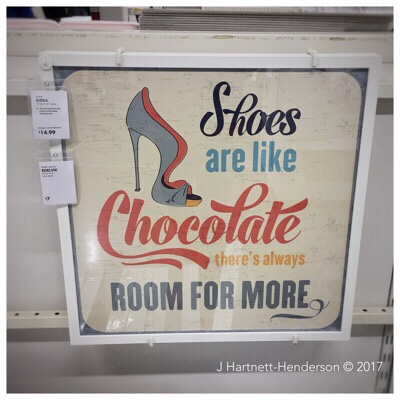 Shoes
are like
Chocolate
there's always
ROOM FOR MORE
14.99
J Hartnett-Henderson © 2017